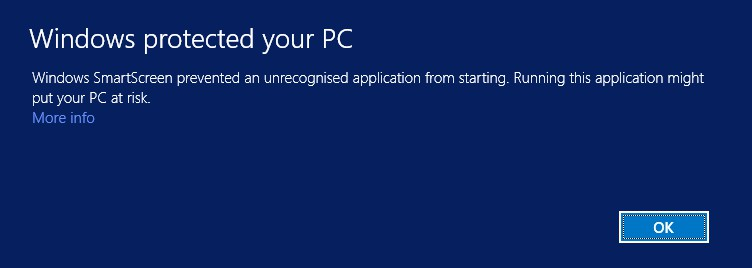 Windows protected your PC
Windows SmartScreen prevented an unrecognised application from starting. Running this application might
put your PC at risk.
More info
OK